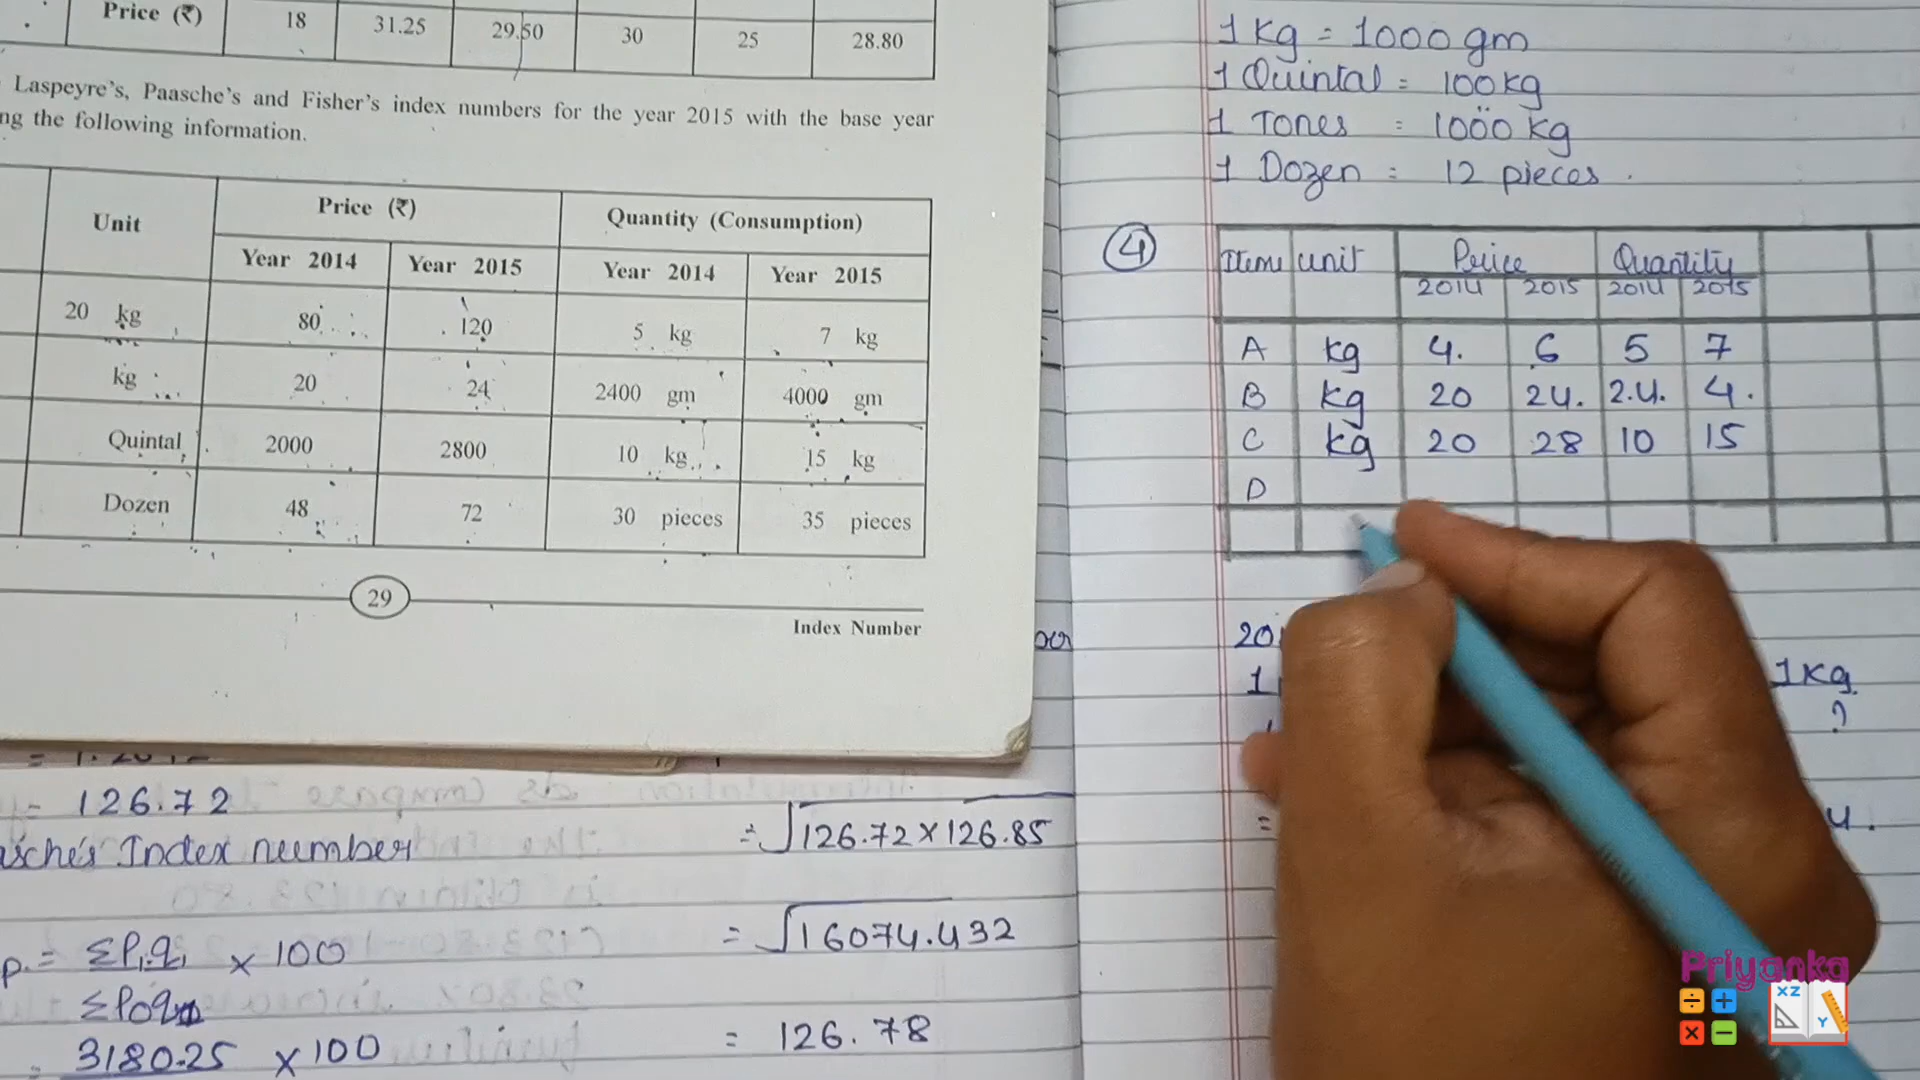 Price (₹) 18 31.25 29.50 30 25 28.80
Laspeyre's, Paasche's and Fisher's index numbers for the year 2015 with the base year
ng the following information.
Unit Price (₹) Quantity (Consumption)
Year 2014 Year 2015 Year 2014 Year 2015
20 kg 80 120 5 kg 7 kg
kg 20 24 2400 gm 4000 gm
Quintal 2000 2800 10 kg 15 kg
Dozen 48 72 30 pieces 35 pieces
29
Index Number
= 126.72
asche's Index number
p. = ΣP₁q₁ × 100
ΣP0q
= 3180.25 × 100
= √126.72 × 126.85
= √16074.432
= 126.78
1 Kg = 1000 gm
1 Quintal = 100 kg
1 Tones = 1000 kg
1 Dozen = 12 pieces.
4
Item unit Price Quantity
2014 2015 2014 2015
A kg 4. 6 5 7
B kg 20 24. 2.4. 4.
C kg 20 28 10 15
D
20
1 1 Kg.
?
= 4.
Priyanka
XZ
Y